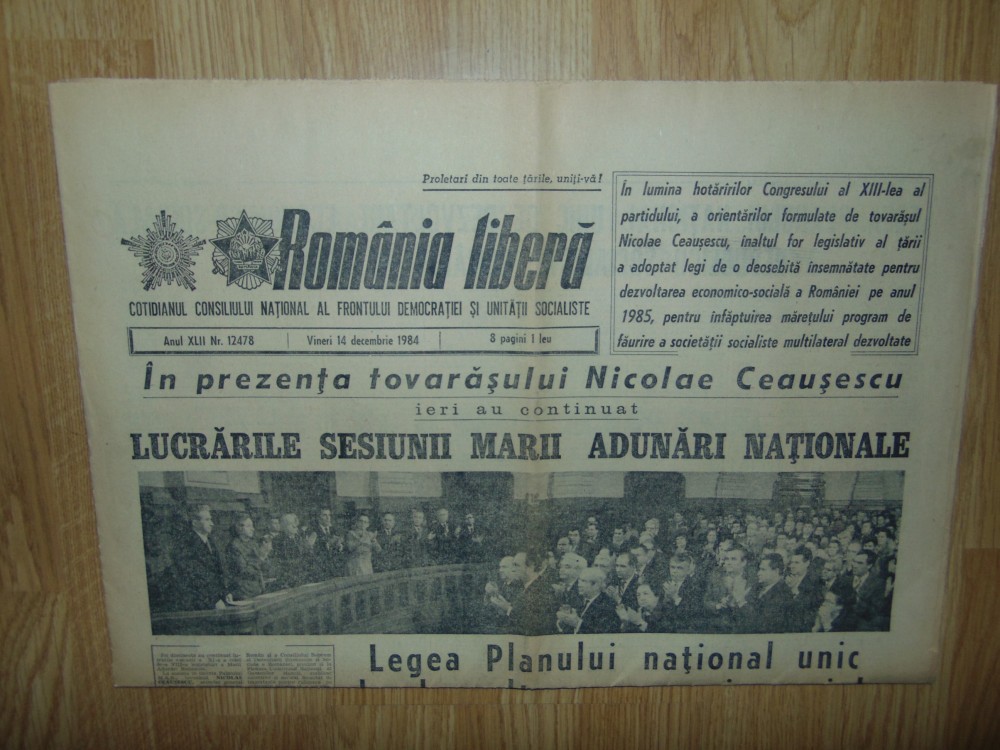 Proletari din toate țările, uniți-vă!
România liberă
COTIDIANUL CONSILIULUI NAȚIONAL AL FRONTULUI DEMOCRAȚIEI ȘI UNITĂȚII SOCIALISTE
Anul XLII Nr. 12478 Vineri 14 decembrie 1984 8 pagini 1 leu
În lumina hotărîrilor Congresului al XIII-lea al
partidului, a orientărilor formulate de tovarășul
Nicolae Ceaușescu, înaltul for legislativ al țării
a adoptat legi de o deosebită însemnătate pentru
dezvoltarea economico-socială a României pe anul
1985, pentru înfăptuirea mărețului program de
făurire a societății socialiste multilateral dezvoltate
În prezența tovarășului Nicolae Ceaușescu
ieri au continuat
LUCRĂRILE SESIUNII MARII ADUNĂRI NAȚIONALE
Legea Planului național unic